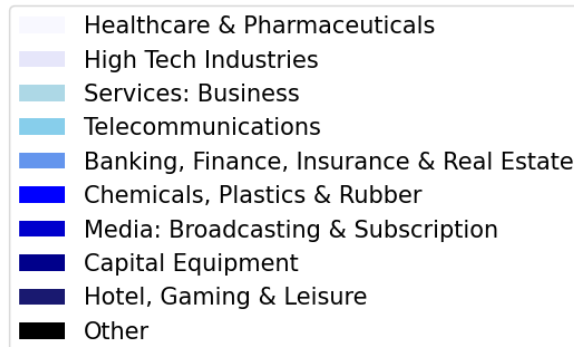 Healthcare & Pharmaceuticals
High Tech Industries
Services: Business
Telecommunications
Banking, Finance, Insurance & Real Estate
Chemicals, Plastics & Rubber
Media: Broadcasting & Subscription
Capital Equipment
Hotel, Gaming & Leisure
Other